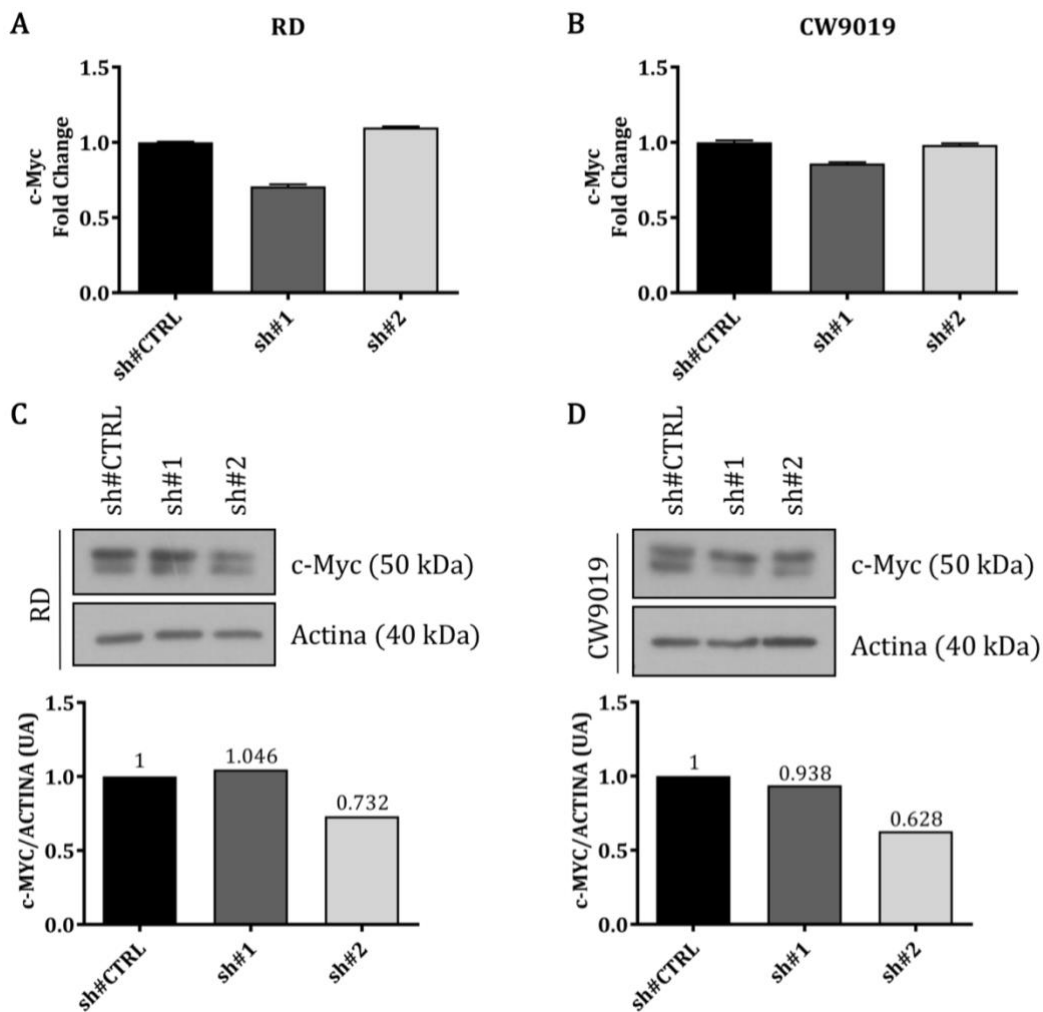 A
RD
c-Myc
Fold Change
1.5
1.0
0.5
0.0
sh#CTRL
sh#1
sh#2
B
CW9019
c-Myc
Fold Change
1.5
1.0
0.5
0.0
sh#CTRL
sh#1
sh#2
C
sh#CTRL
sh#1
sh#2
RD
c-Myc (50 kDa)
Actina (40 kDa)
c-MYC/ACTINA (UA)
1.5
1.0
0.5
0.0
1
1.046
0.732
sh#CTRL
sh#1
sh#2
D
sh#CTRL
sh#1
sh#2
CW9019
c-Myc (50 kDa)
Actina (40 kDa)
c-MYC/ACTINA (UA)
1.5
1.0
0.5
0.0
1
0.938
0.628
sh#CTRL
sh#1
sh#2